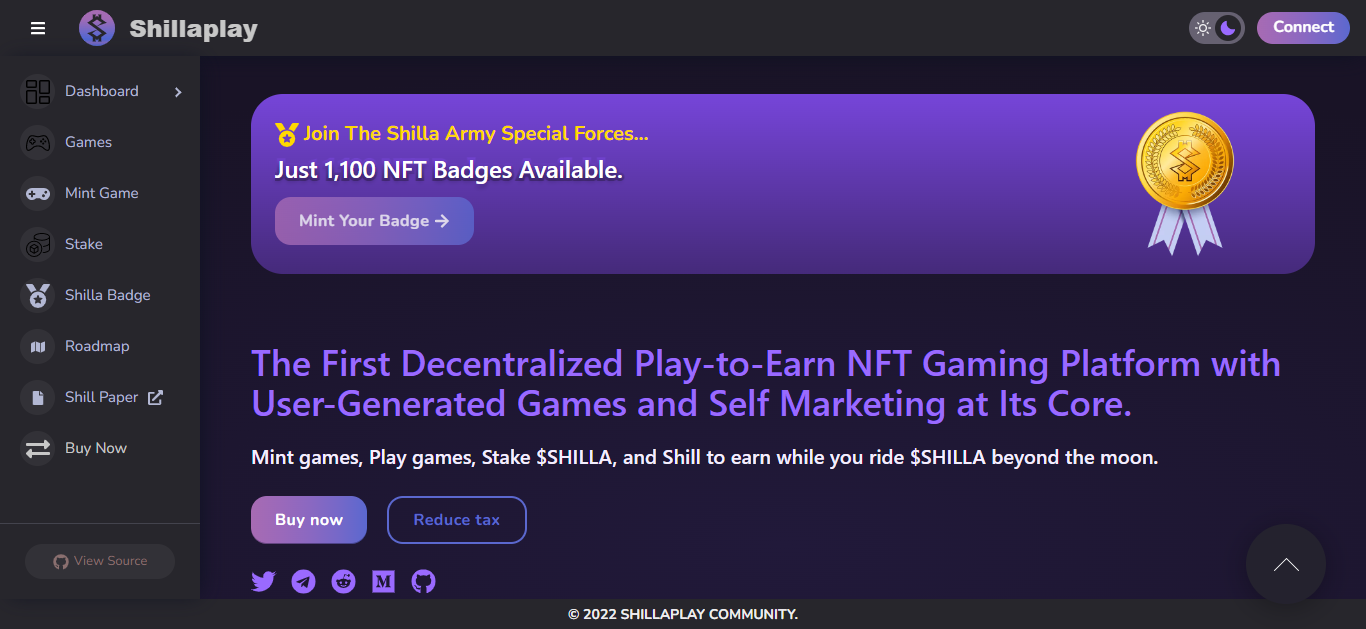 Shillaplay
Connect
Dashboard
Games
Mint Game
Stake
Shilla Badge
Roadmap
Shill Paper
Buy Now
View Source
Join The Shilla Army Special Forces...
Just 1,100 NFT Badges Available.
Mint Your Badge
The First Decentralized Play-to-Earn NFT Gaming Platform with
User-Generated Games and Self Marketing at Its Core.
Mint games, Play games, Stake $SHILLA, and Shill to earn while you ride $SHILLA beyond the moon.
Buy now
Reduce tax
© 2022 SHILLAPLAY COMMUNITY.